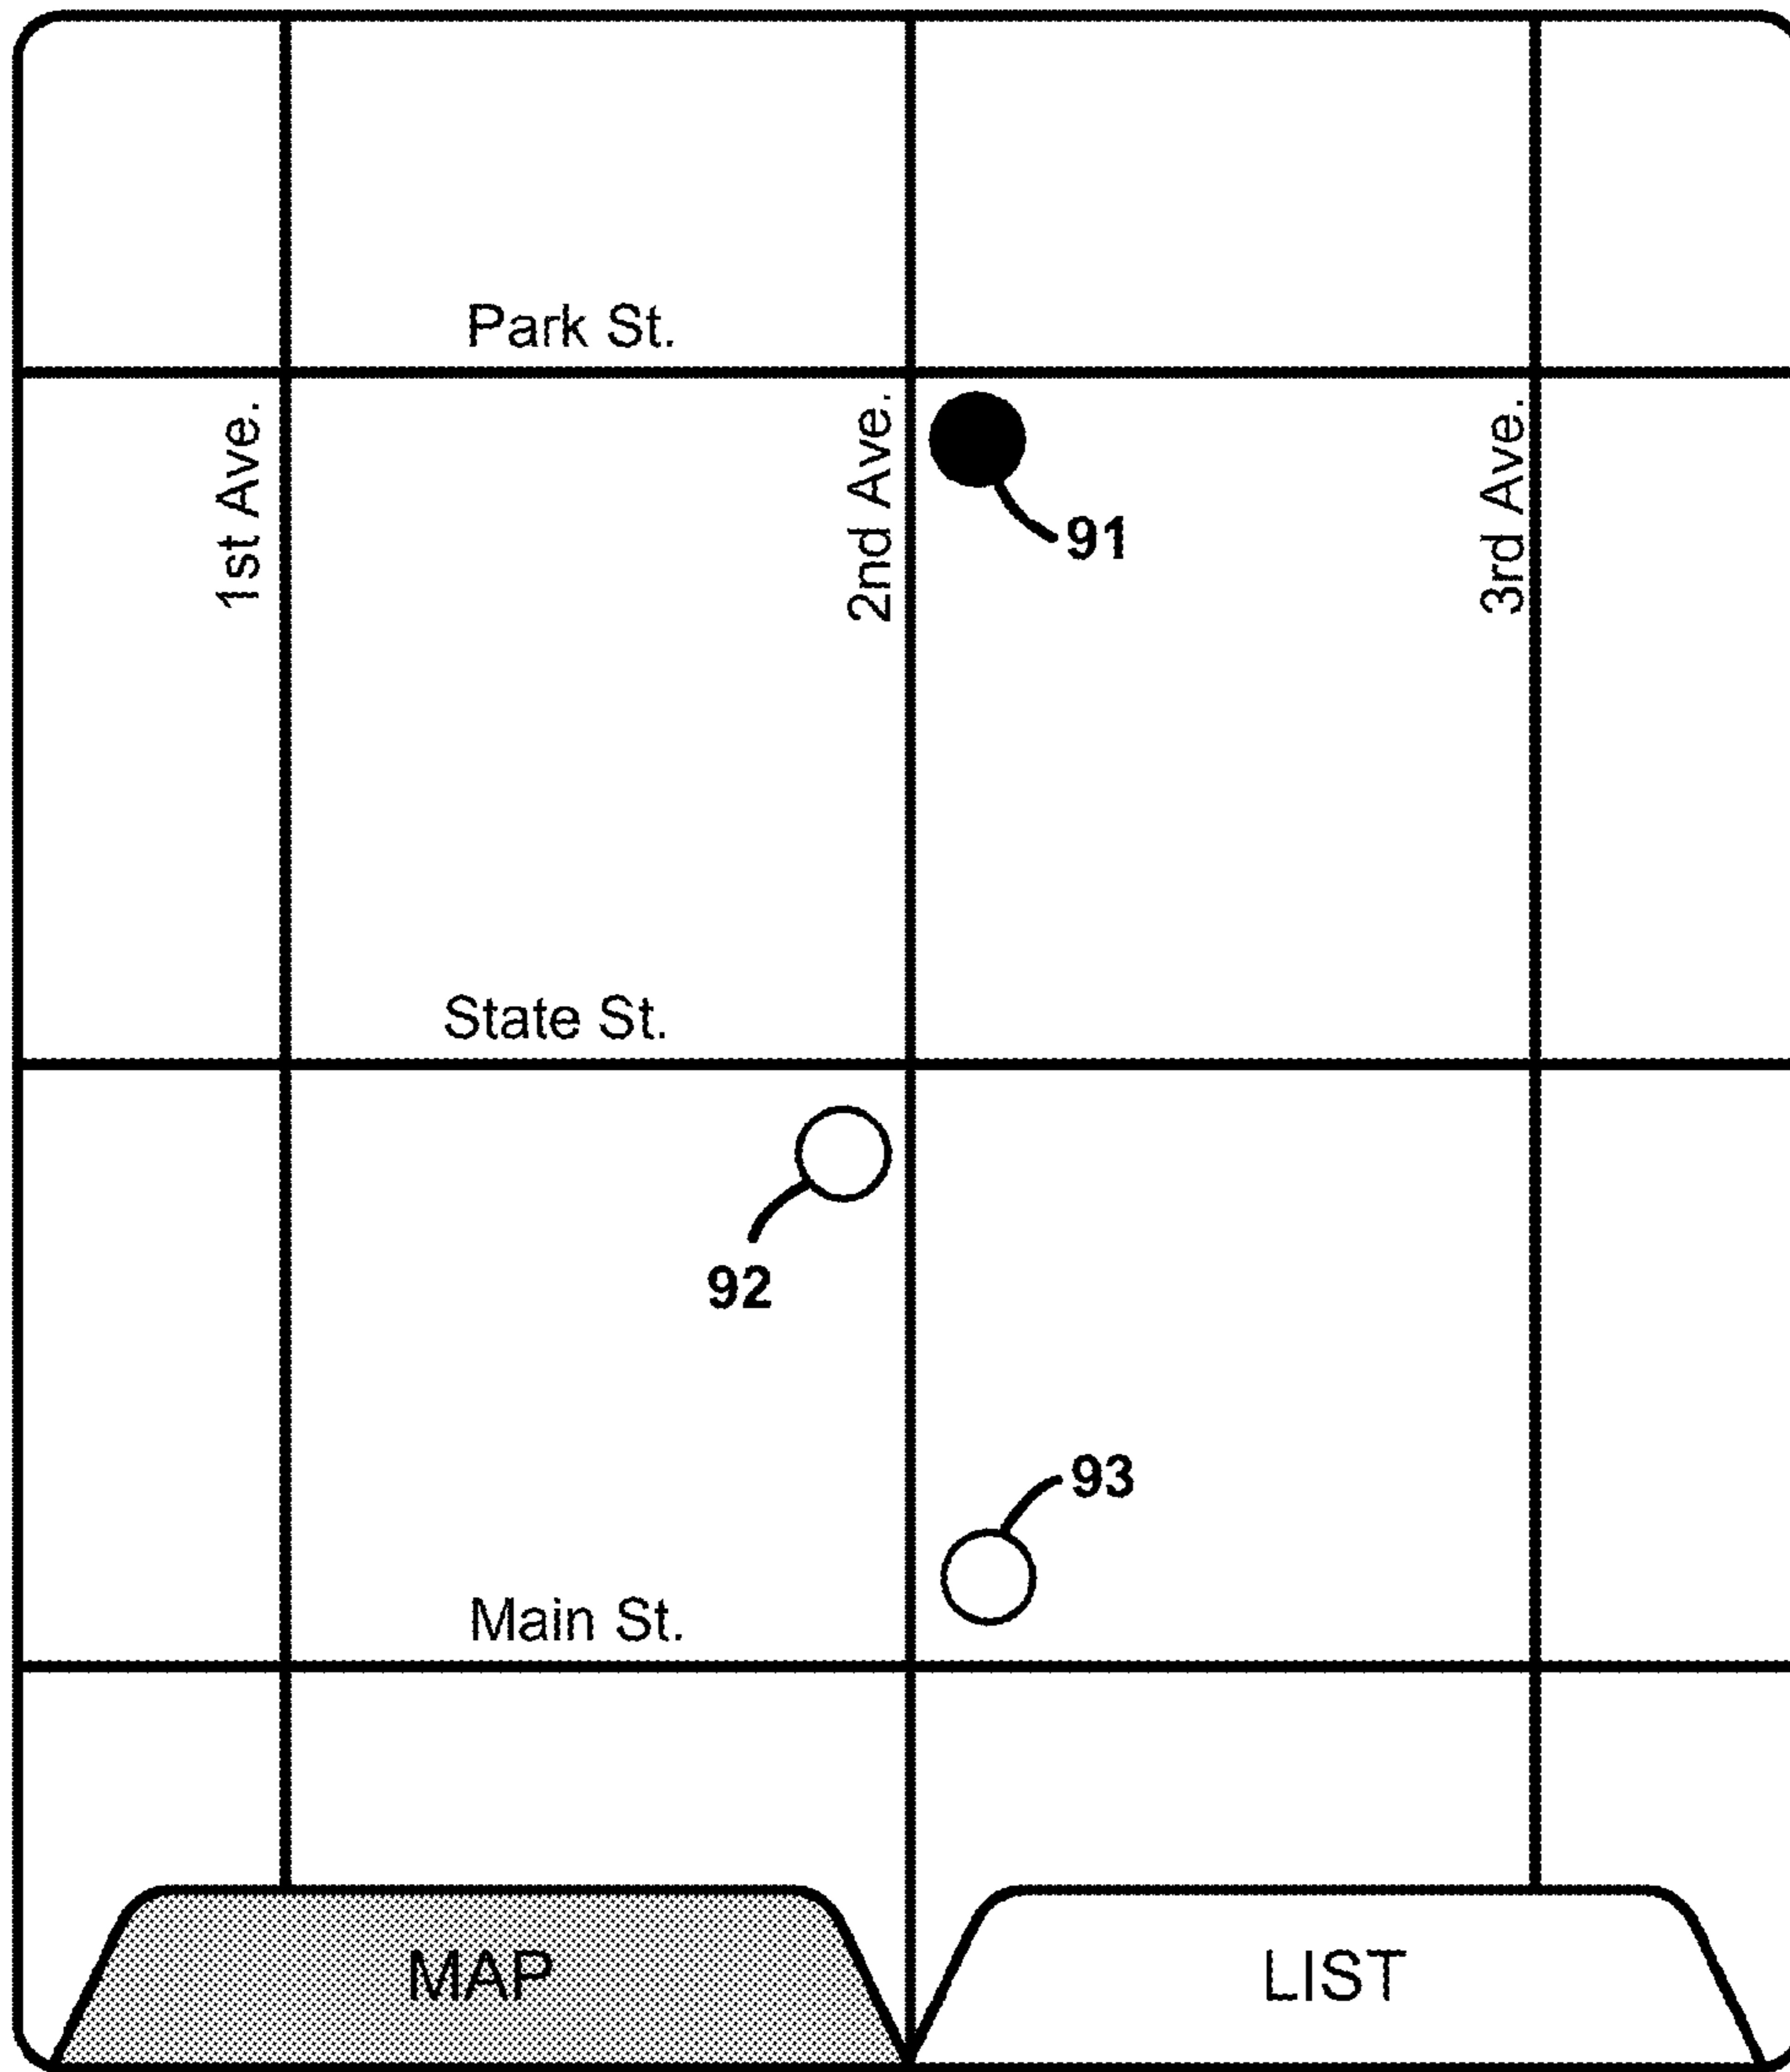 Park St.
1st Ave.
2nd Ave.
3rd Ave.
91
State St.
92
93
Main St.
MAP
LIST